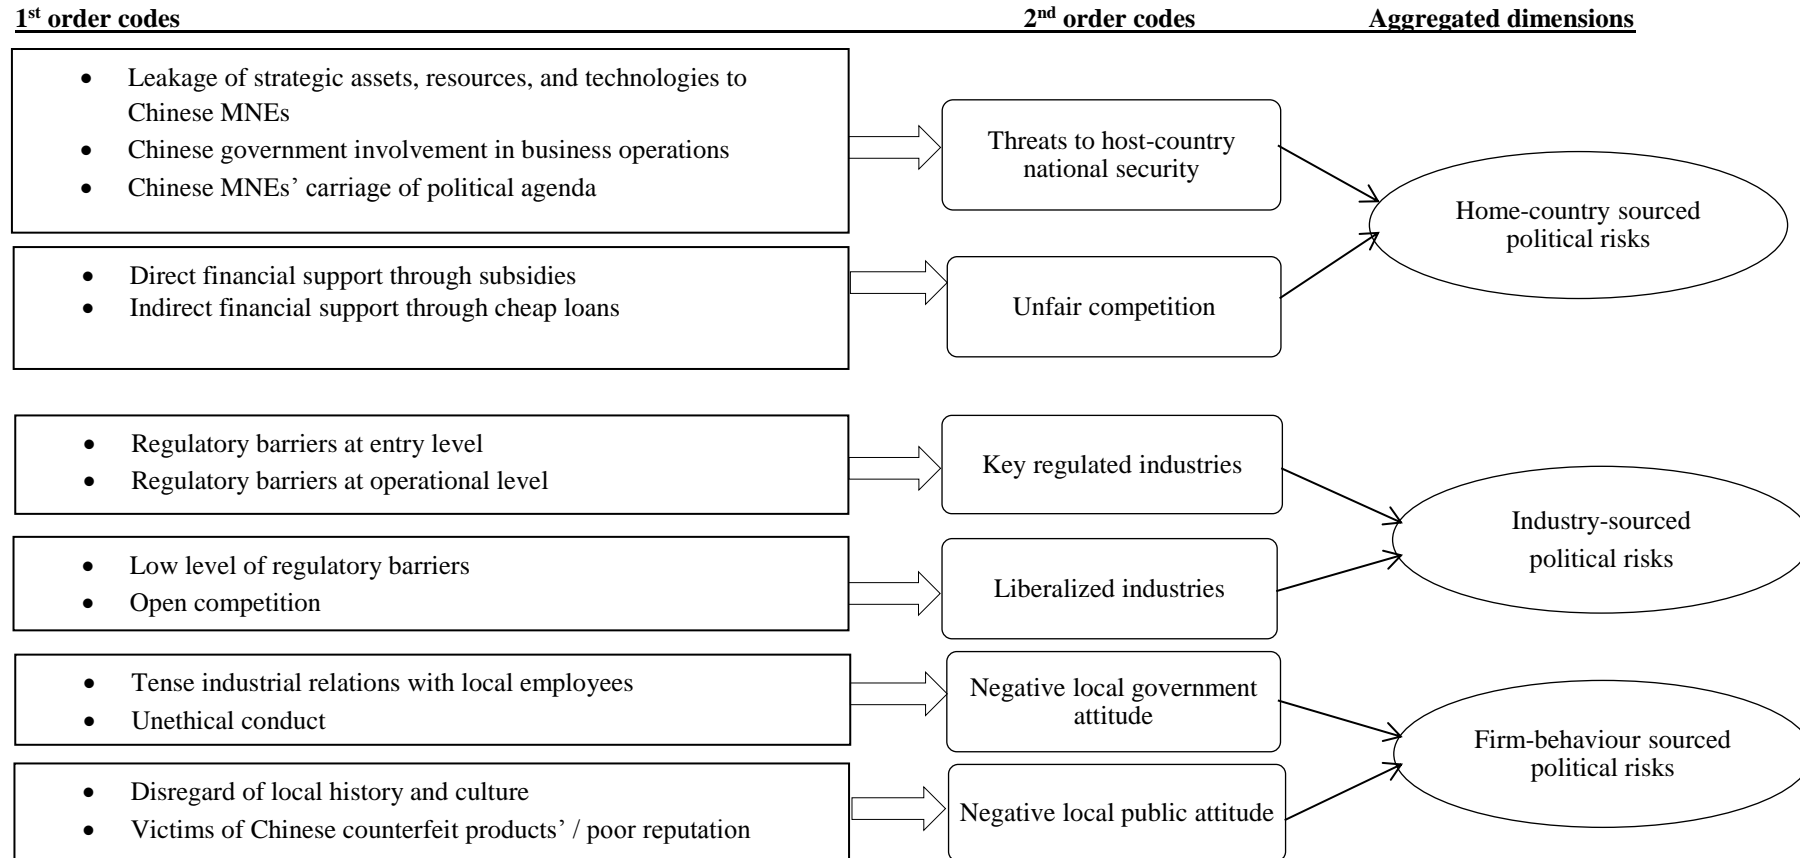 1st order codes
2nd order codes
Aggregated dimensions
• Leakage of strategic assets, resources, and technologies to
Chinese MNEs
• Chinese government involvement in business operations
• Chinese MNEs’ carriage of political agenda
Threats to host-country
national security
Home-country sourced
political risks
• Direct financial support through subsidies
• Indirect financial support through cheap loans
Unfair competition
• Regulatory barriers at entry level
• Regulatory barriers at operational level
Key regulated industries
Industry-sourced
political risks
• Low level of regulatory barriers
• Open competition
Liberalized industries
• Tense industrial relations with local employees
• Unethical conduct
Negative local government
attitude
Firm-behaviour sourced
political risks
• Disregard of local history and culture
• Victims of Chinese counterfeit products’ / poor reputation
Negative local public attitude